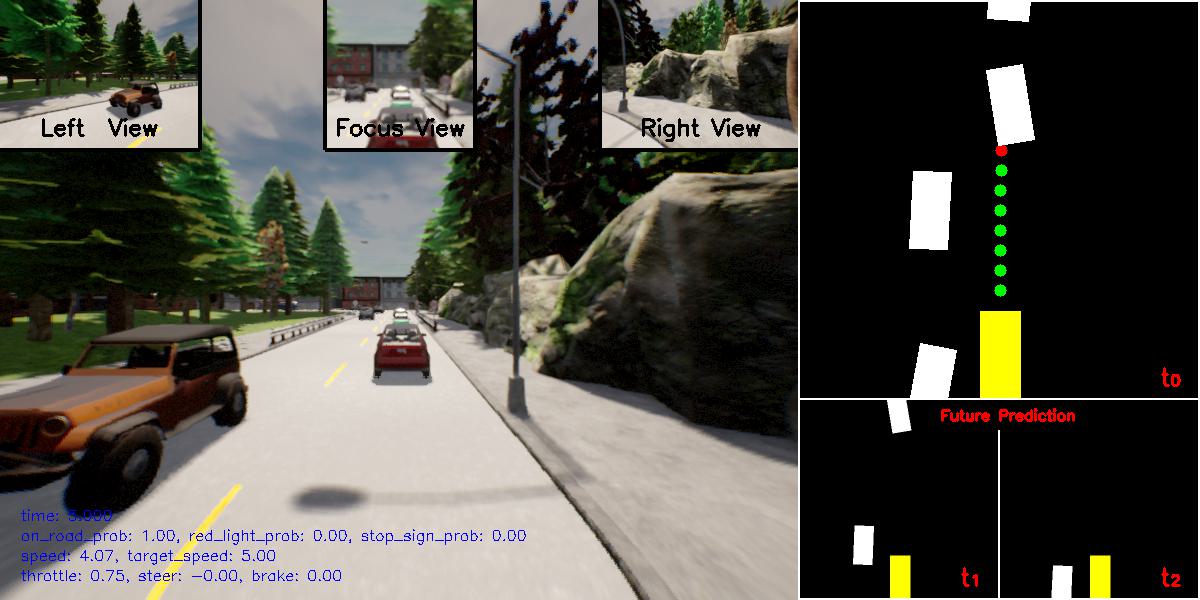 Left View
Focus View
Right View
time: 3.000
on_road_prob: 1.00, red_light_prob: 0.00, stop_sign_prob: 0.00
speed: 4.07, target_speed: 5.00
throttle: 0.75, steer: −0.00, brake: 0.00
t0
Future Prediction
t1
t2